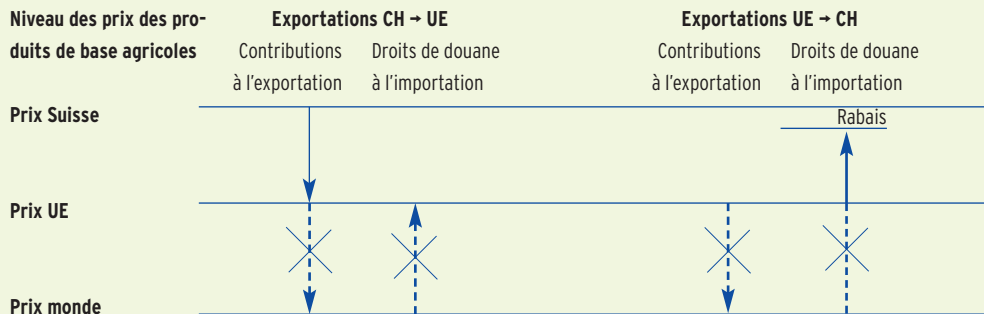 Niveau des prix des pro-
duits de base agricoles
Exportations CH → UE
Contributions
à l'exportation
Droits de douane
à l'importation
Exportations UE → CH
Contributions
à l'exportation
Droits de douane
à l'importation
Prix Suisse
Rabais
Prix UE
Prix monde